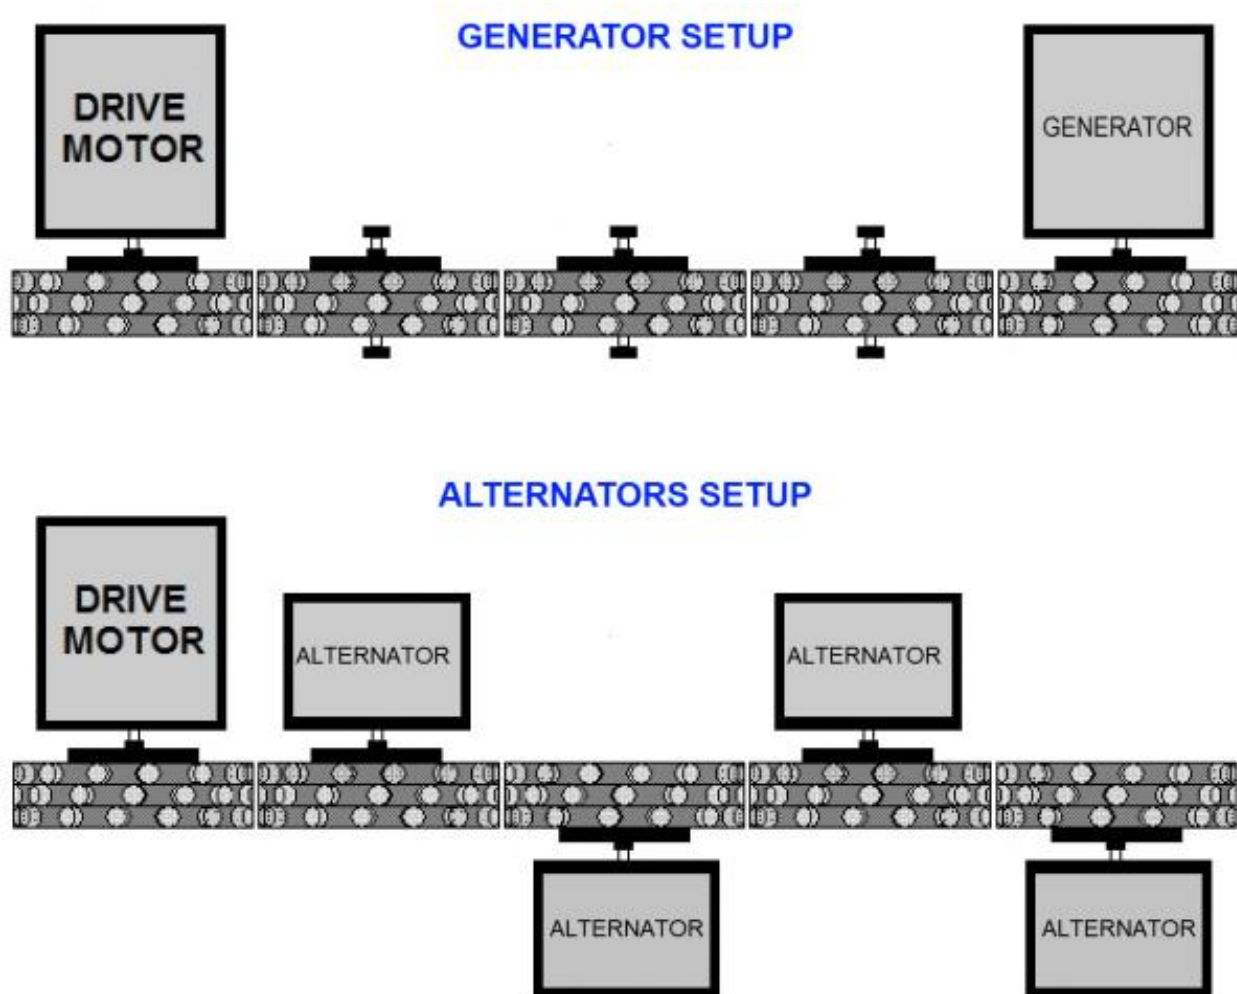 GENERATOR SETUP
DRIVE
MOTOR
GENERATOR
ALTERNATORS SETUP
DRIVE
MOTOR
ALTERNATOR
ALTERNATOR
ALTERNATOR
ALTERNATOR